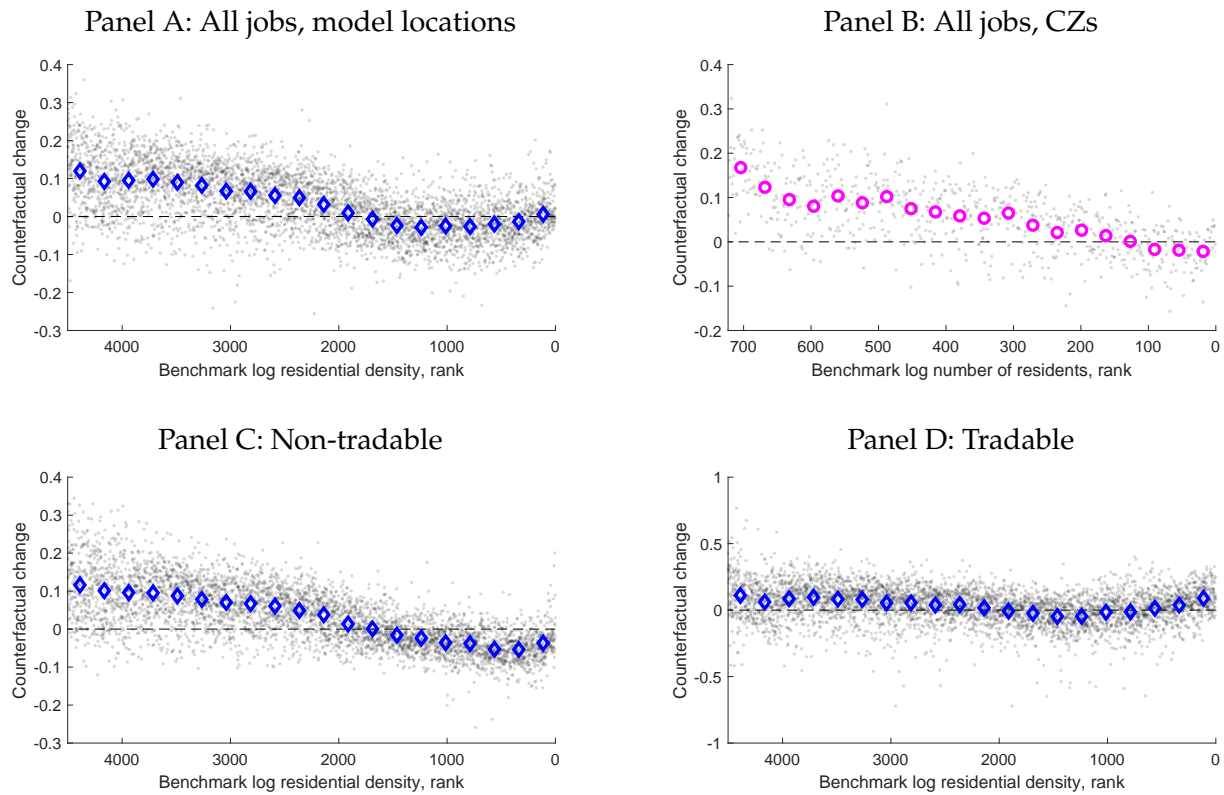 Panel A: All jobs, model locations
0.4
0.3
0.2
0.1
0
-0.1
-0.2
-0.3
Counterfactual change
4000 3000 2000 1000 0
Benchmark log residential density, rank
Panel B: All jobs, CZs
0.4
0.3
0.2
0.1
0
-0.1
-0.2
Counterfactual change
700 600 500 400 300 200 100 0
Benchmark log number of residents, rank
Panel C: Non-tradable
0.4
0.3
0.2
0.1
0
-0.1
-0.2
-0.3
Counterfactual change
4000 3000 2000 1000 0
Benchmark log residential density, rank
Panel D: Tradable
1
0.5
0
-0.5
-1
Counterfactual change
4000 3000 2000 1000 0
Benchmark log residential density, rank